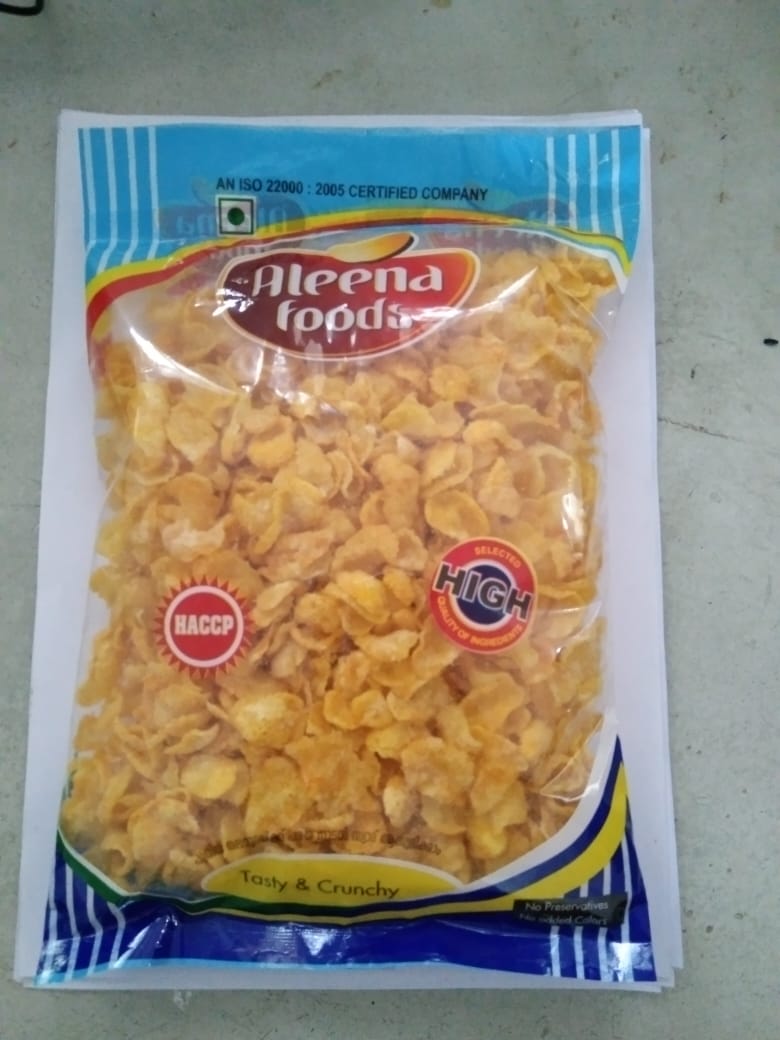 AN ISO 22000 : 2005 CERTIFIED COMPANY
Aleena
foods
SELECTED
HIGH
QUALITY OF INGREDIENTS
HACCP
Tasty & Crunchy
No Preservatives
No added Colors